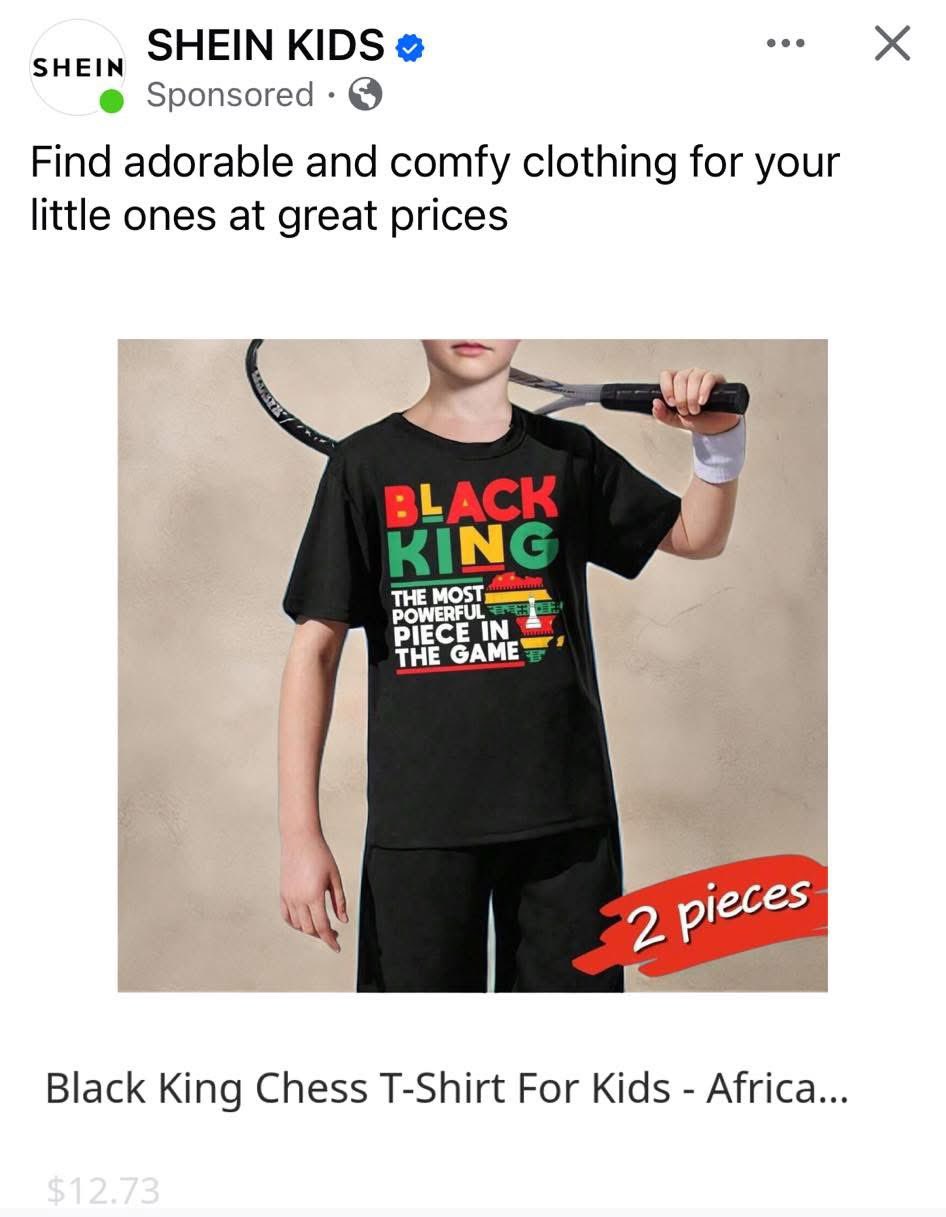 SHEIN
SHEIN KIDS
Sponsored ·
Find adorable and comfy clothing for your
little ones at great prices
BLACK
KING
THE MOST
POWERFUL
PIECE IN
THE GAME
2 pieces
Black King Chess T-Shirt For Kids - Africa...
$12.73